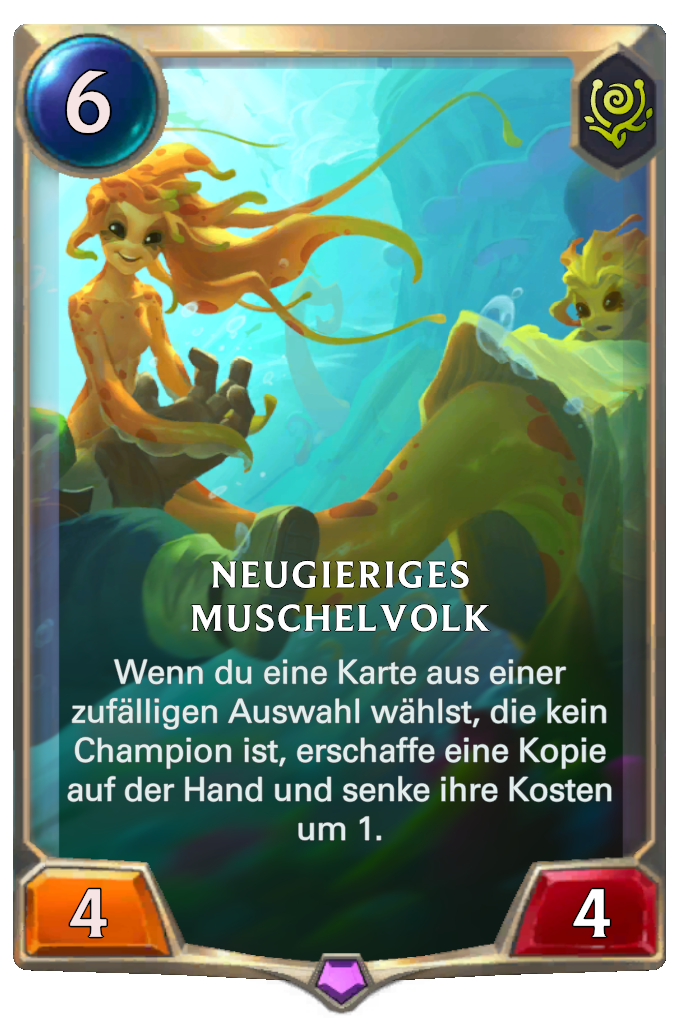 6
NEUGIERIGES
MUSCHELVOLK
Wenn du eine Karte aus einer
zufälligen Auswahl wählst, die kein
Champion ist, erschaffe eine Kopie
auf der Hand und senke ihre Kosten
um 1.
4
4